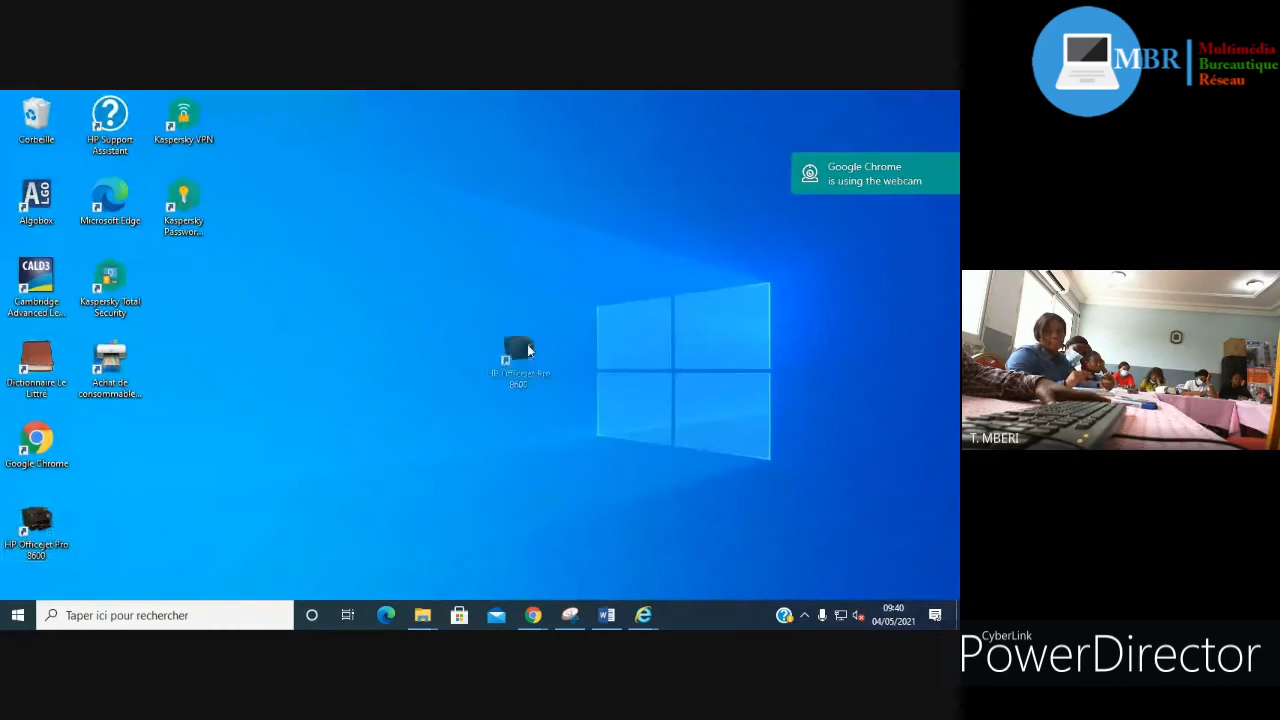 MBR
Multimédia
Bureautique
Réseau
Corbeille
HP Support
Assistant
Kaspersky VPN
Google Chrome
is using the webcam
A LGO
Algobox
Microsoft Edge
Kaspersky
Passwor...
CALD3
Cambridge
Advanced Le...
Kaspersky Total
Security
HP Officejet Pro
8600
Dictionnaire Le
Littré
Achat de
consommable...
T. MBERI
Google Chrome
HP Officejet Pro
8600
Taper ici pour rechercher
09:40
04/05/2021
CyberLink
PowerDirector